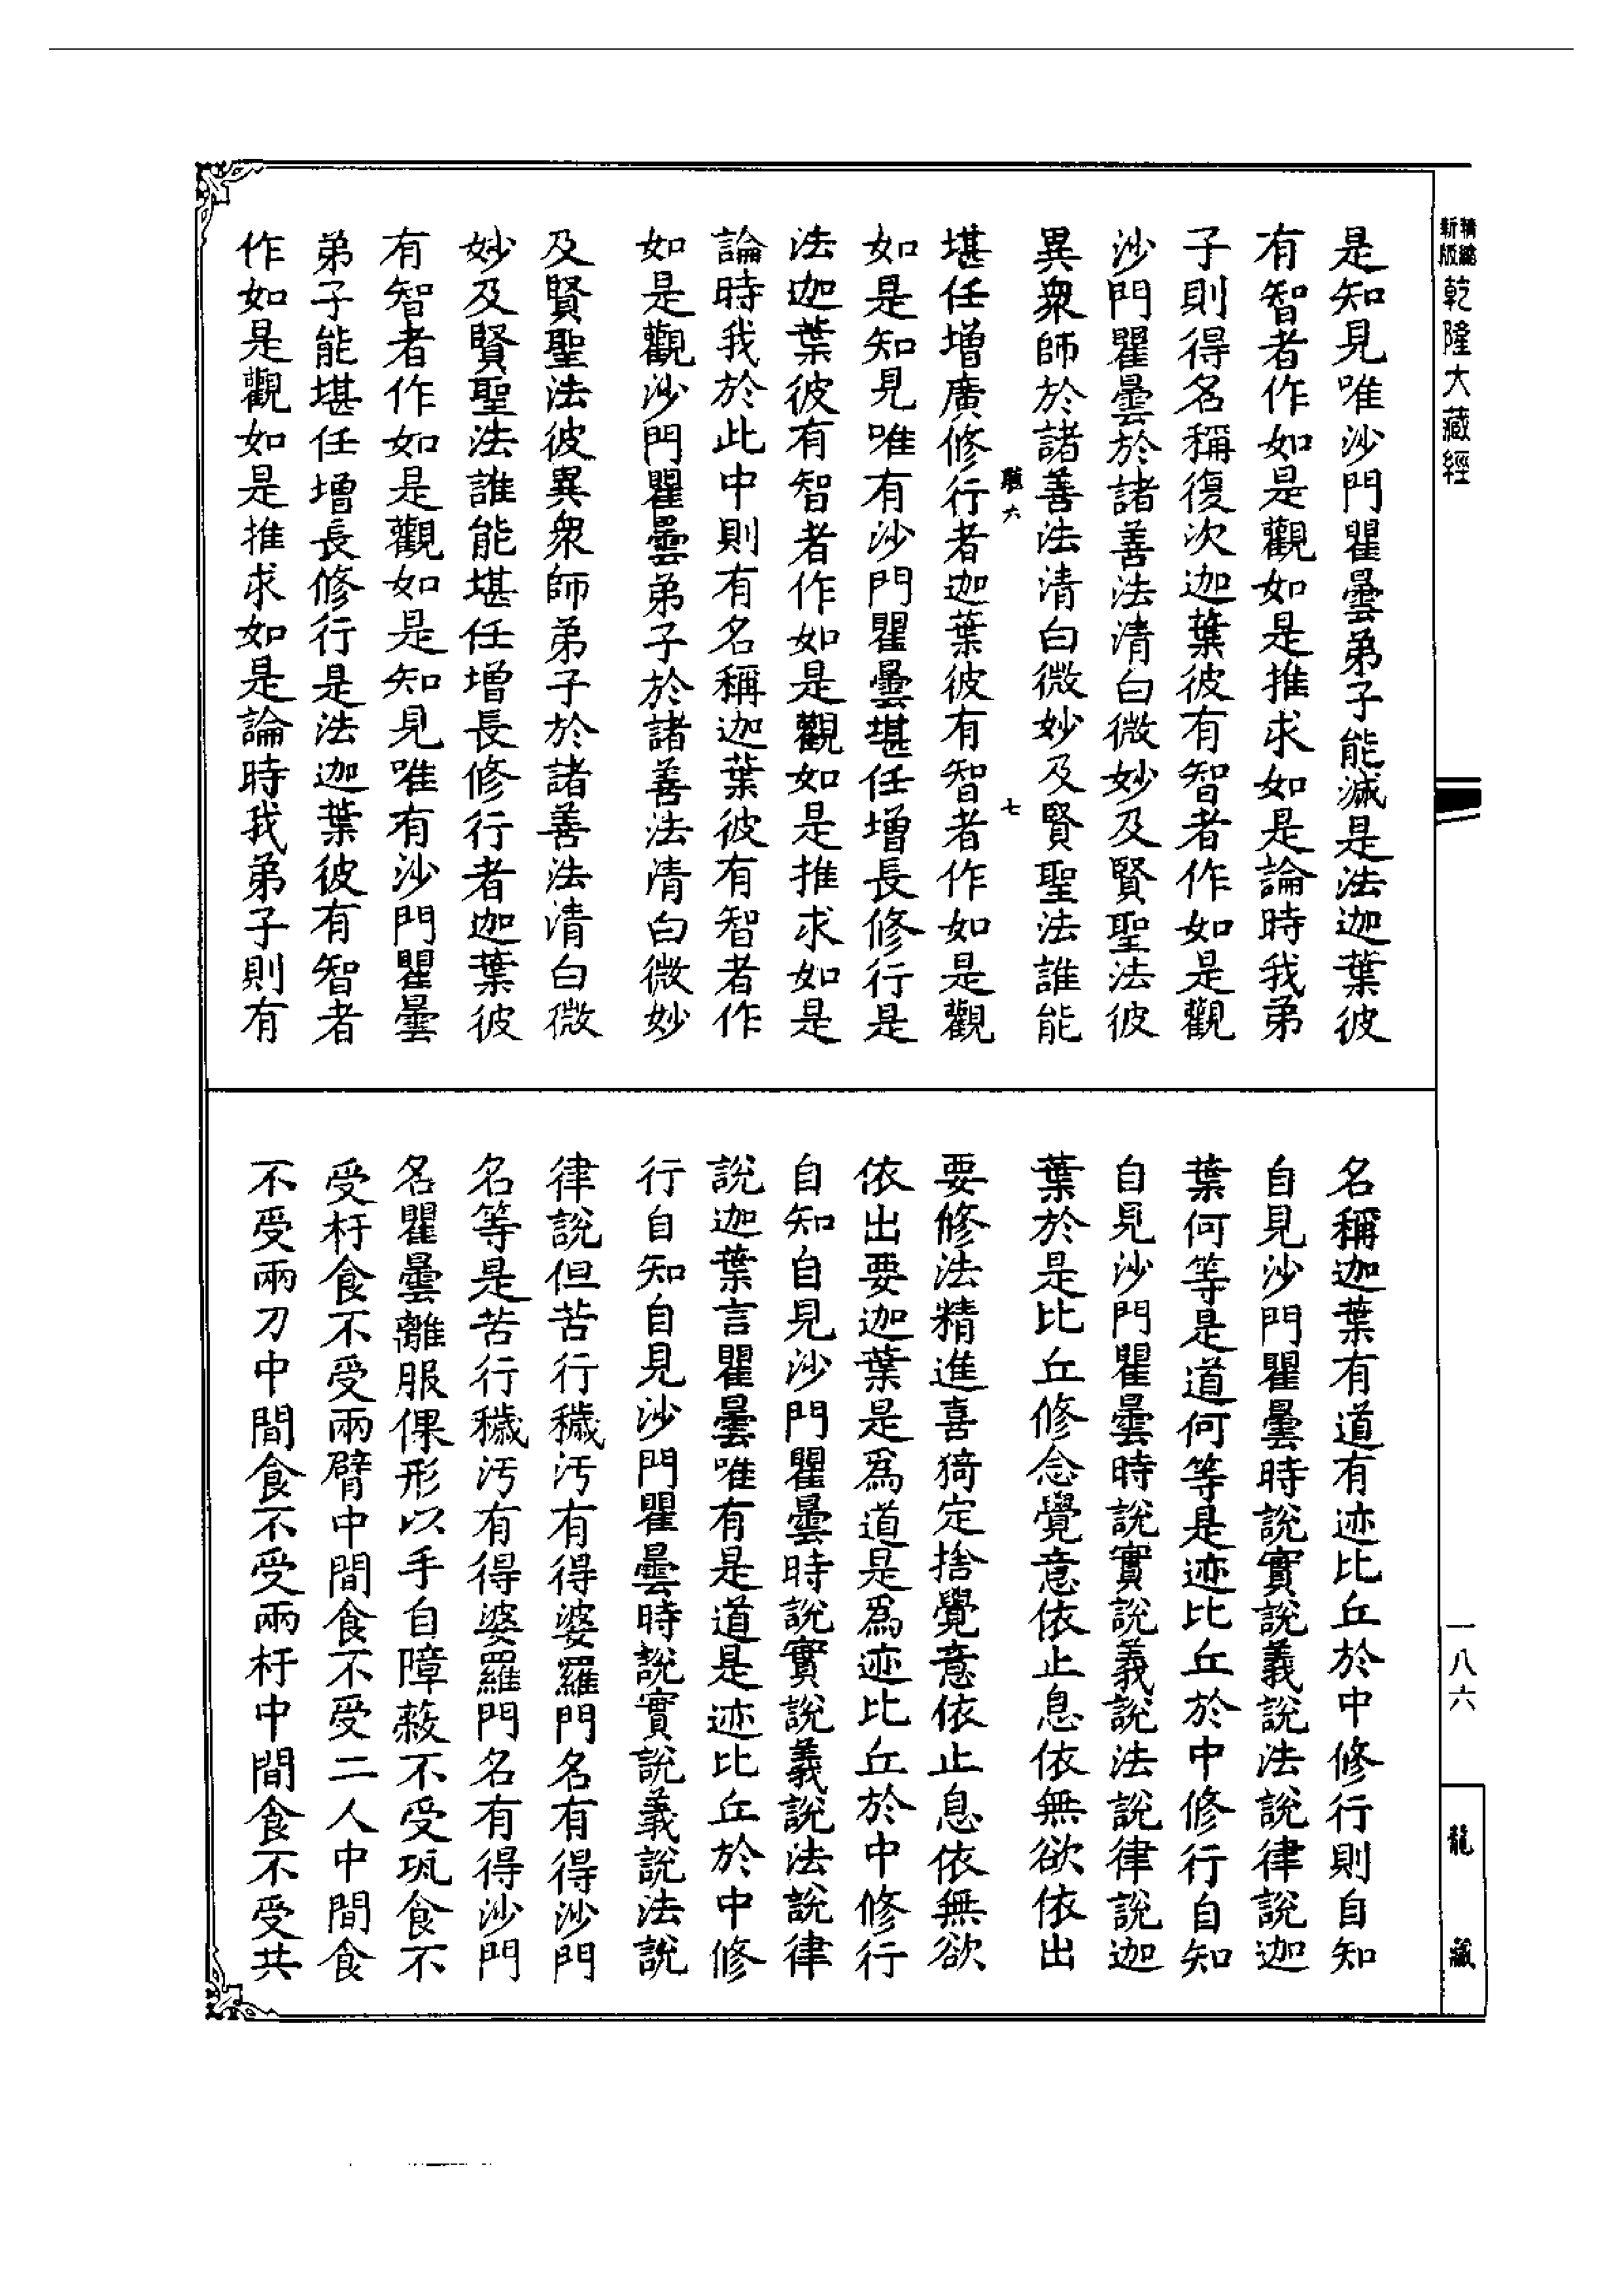 新版精縮
乾隆大藏經
是知見唯沙門瞿曇弟子能滅是法迦葉彼
有智者作如是觀如是推求如是論時我弟
子則得名稱復次迦葉彼有智者作如是觀
沙門瞿曇於諸善法清白微妙及賢聖法彼
異衆師於諸善法清白微妙及賢聖法誰能
六
七
堪任增廣修行者迦葉彼有智者作如是觀
如是知見唯有沙門瞿曇堪任增長修行是
法迦葉彼有智者作如是觀如是推求如是
論時我於此中則有名稱迦葉彼有智者作
如是觀沙門瞿曇弟子於諸善法清白微妙
及賢聖法彼異衆師弟子於諸善法清白微
妙及賢聖法誰能堪任增長修行者迦葉彼
有智者作如是觀如是知見唯有沙門瞿曇
弟子能堪任增長修行是法迦葉彼有智者
作如是觀如是推求如是論時我弟子則有
名稱迦葉有道有迹比丘於中修行則自知
自見沙門瞿曇時說實說義說法說律說迦
葉何等是道何等是迹比丘於中修行自知
自見沙門瞿曇時說實說義說法說律說迦
葉於是比丘修念覺意依止息依無欲依出
要修法精進喜猗定捨覺意依止息依無欲
依出要迦葉是爲道是爲迹比丘於中修行
自知自見沙門瞿曇時說實說義說法說律
說迦葉言瞿曇唯有是道是迹比丘於中修
行自知自見沙門瞿曇時說實說義說法說
律說但苦行穢汚有得婆羅門名有得沙門
名等是苦行穢汚有得婆羅門名有得沙門
名瞿曇離服倮形以手自障蔽不受瓨食不
受杅食不受兩臂中間食不受二人中間食
不受兩刀中間食不受兩杅中間食不受共
一八六
龍藏